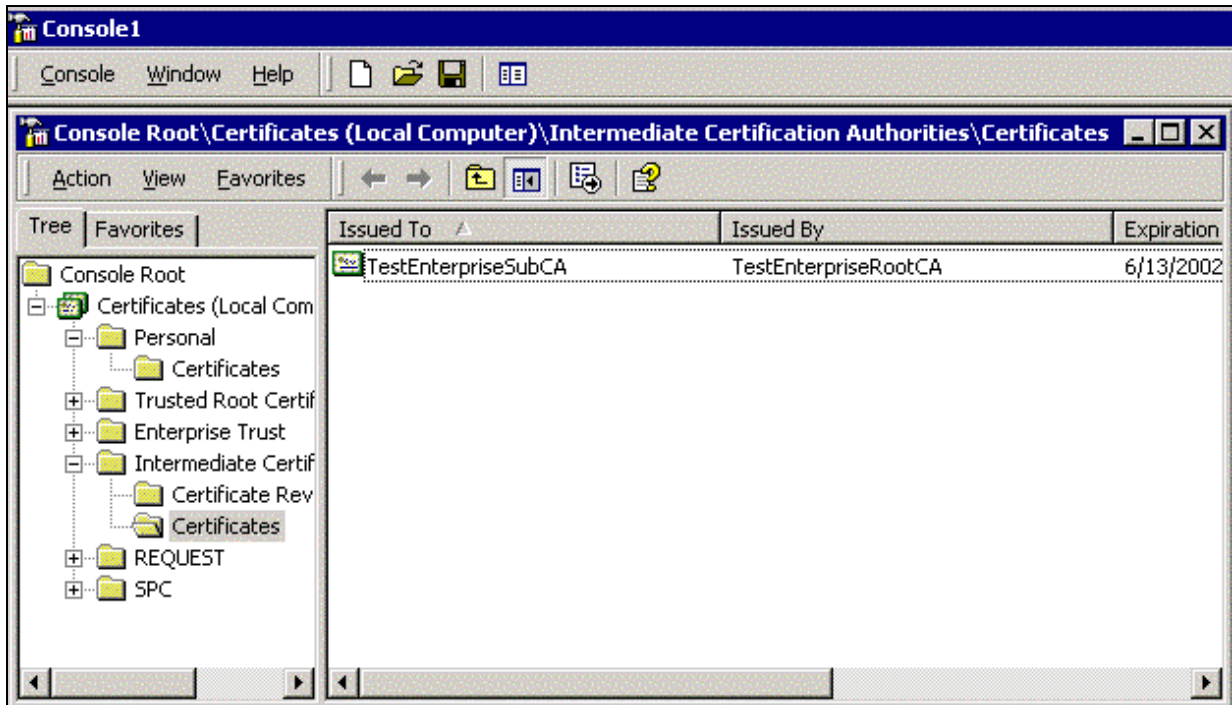 Console1
Console Window Help
Console Root\Certificates (Local Computer)\Intermediate Certification Authorities\Certificates
Action View Favorites
Tree Favorites
Issued To Issued By Expiration
Console Root
Certificates (Local Com
Personal
Certificates
Trusted Root Certif
Enterprise Trust
Intermediate Certif
Certificate Rev
Certificates
REQUEST
SPC
TestEnterpriseSubCA TestEnterpriseRootCA 6/13/2002